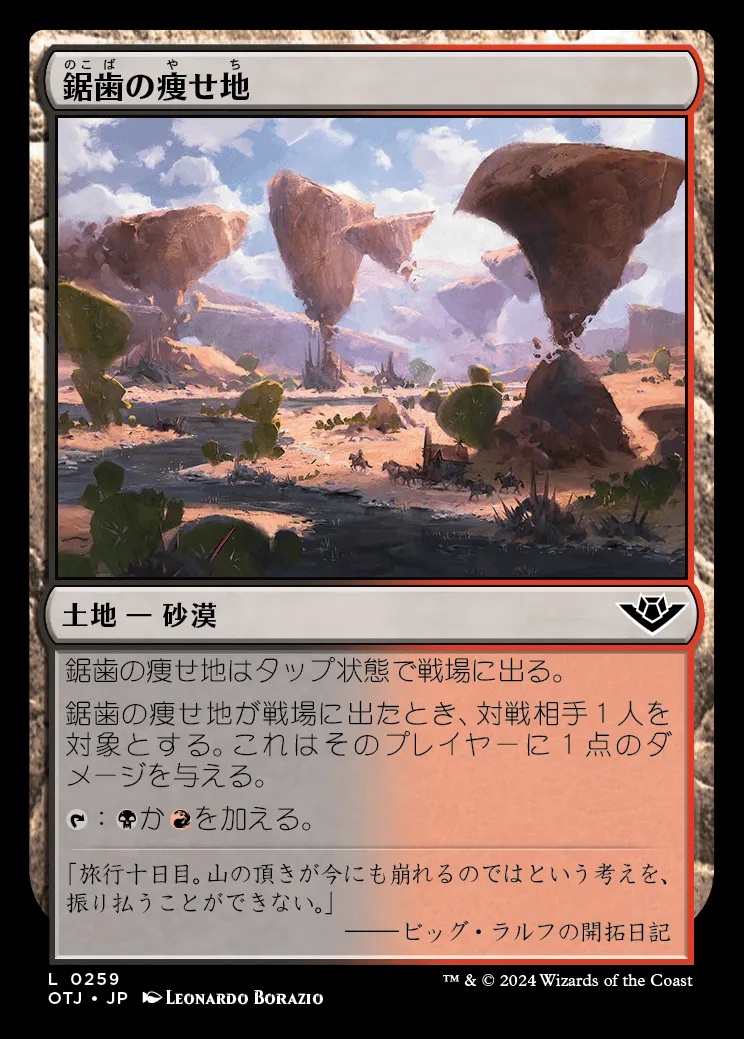 のこば や ち
鋸歯の痩せ地
土地 — 砂漠
鋸歯の痩せ地はタップ状態で戦場に出る。
鋸歯の痩せ地が戦場に出たとき、対戦相手1人を
対象とする。これはそのプレイヤーに1点のダ
メージを与える。
:か を加える。
「旅行十日目。山の頂きが今にも崩れるのではという考えを、
振り払うことができない。」
——ビッグ・ラルフの開拓日記
L 0259
OTJ • JP LEONARDO BORAZIO
™ & © 2024 Wizards of the Coast